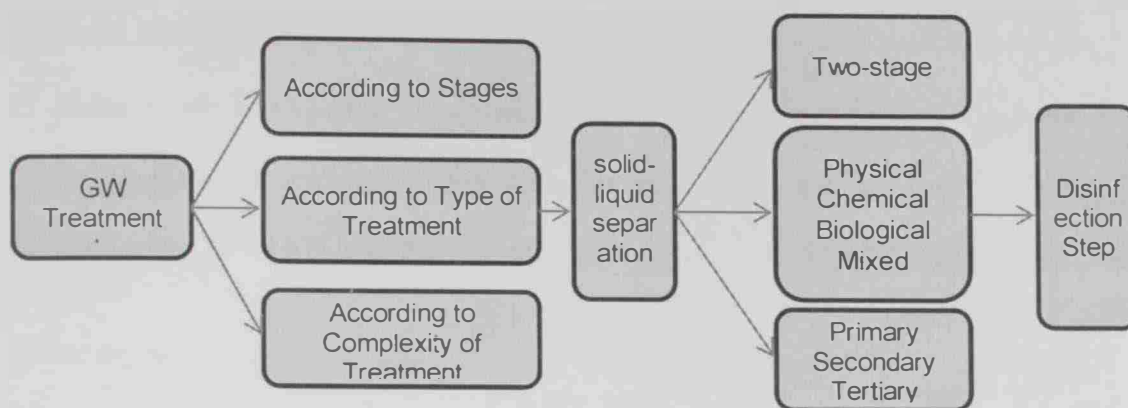 GW
Treatment
According to Stages
According to Type of
Treatment
According to
Complexity of
Treatment
solid-
liquid
separ
ation
Two-stage
Physical
Chemical
Biological
Mixed
Primary
Secondary
Tertiary
Disinf
ection
Step